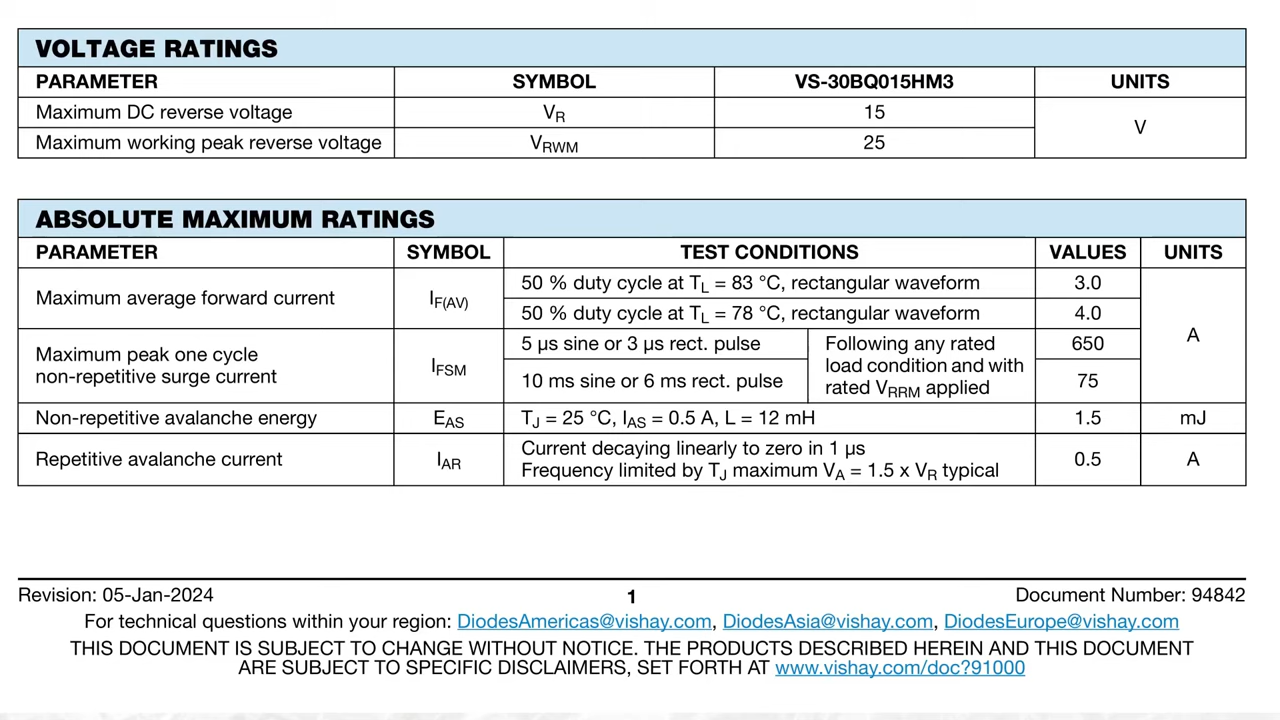 VOLTAGE RATINGS
PARAMETER SYMBOL VS-30BQ015HM3 UNITS
Maximum DC reverse voltage VR 15 V
Maximum working peak reverse voltage VRWM 25
ABSOLUTE MAXIMUM RATINGS
PARAMETER SYMBOL TEST CONDITIONS VALUES UNITS
Maximum average forward current IF(AV) 50 % duty cycle at TL = 83 °C, rectangular waveform 3.0 A
50 % duty cycle at TL = 78 °C, rectangular waveform 4.0
Maximum peak one cycle
non-repetitive surge current
IFSM
5 µs sine or 3 µs rect. pulse
Following any rated
load condition and with
rated VRRM applied
650
10 ms sine or 6 ms rect. pulse
75
Non-repetitive avalanche energy EAS TJ = 25 °C, IAS = 0.5 A, L = 12 mH 1.5 mJ
Repetitive avalanche current IAR
Current decaying linearly to zero in 1 µs
Frequency limited by TJ maximum VA = 1.5 x VR typical
0.5 A
Revision: 05-Jan-2024 1 Document Number: 94842
For technical questions within your region: DiodesAmericas@vishay.com, DiodesAsia@vishay.com, DiodesEurope@vishay.com
THIS DOCUMENT IS SUBJECT TO CHANGE WITHOUT NOTICE. THE PRODUCTS DESCRIBED HEREIN AND THIS DOCUMENT
ARE SUBJECT TO SPECIFIC DISCLAIMERS, SET FORTH AT www.vishay.com/doc?91000